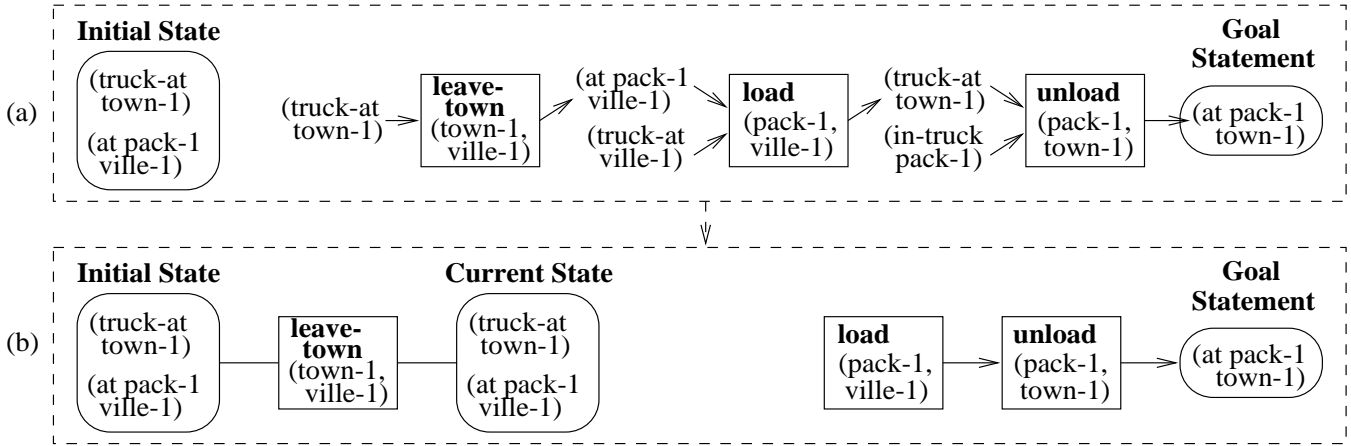 (a)
Initial State
(truck-at
town-1)
(at pack-1
ville-1)
(truck-at
town-1)
leave-
town
(town-1,
ville-1)
(at pack-1
ville-1)
(truck-at
ville-1)
load
(pack-1,
ville-1)
(truck-at
town-1)
(in-truck
pack-1)
unload
(pack-1,
town-1)
Goal
Statement
(at pack-1
town-1)
(b)
Initial State
(truck-at
town-1)
(at pack-1
ville-1)
leave-
town
(town-1,
ville-1)
Current State
(truck-at
town-1)
(at pack-1
ville-1)
load
(pack-1,
ville-1)
unload
(pack-1,
town-1)
Goal
Statement
(at pack-1
town-1)